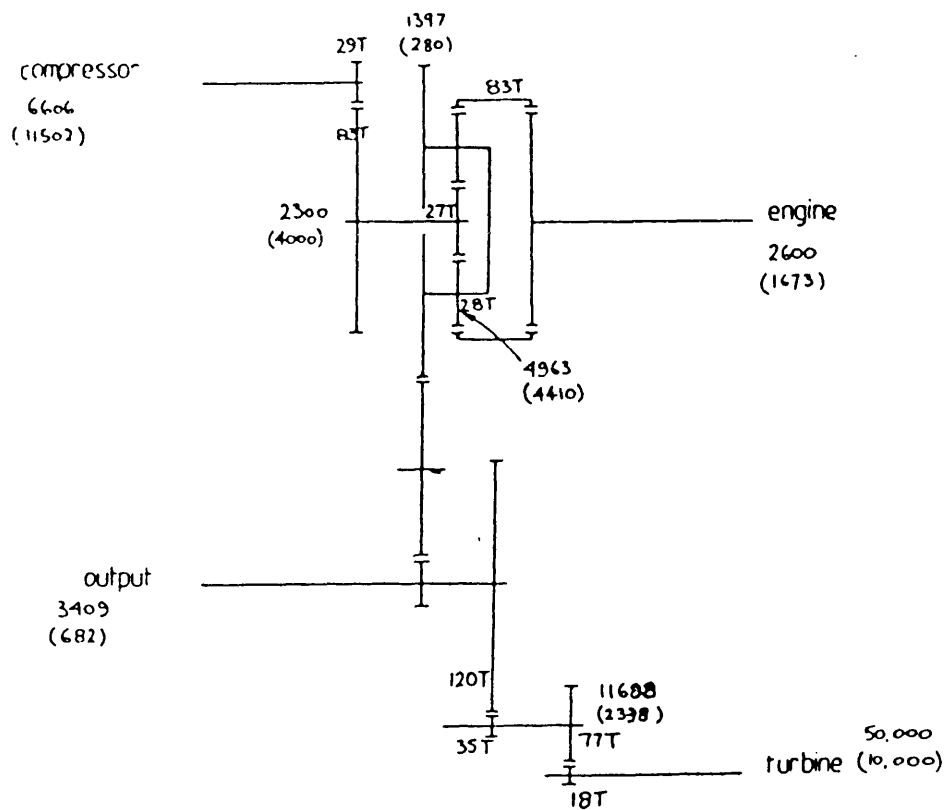 1397
(280)
29T
compressor
6606
(11502)
83T
83T
2300
(4000)
27T
engine
2600
(1673)
28T
4963
(4410)
output
3409
(682)
120T
11688
(2338)
35T
77T
50,000
turbine (10,000)
18T